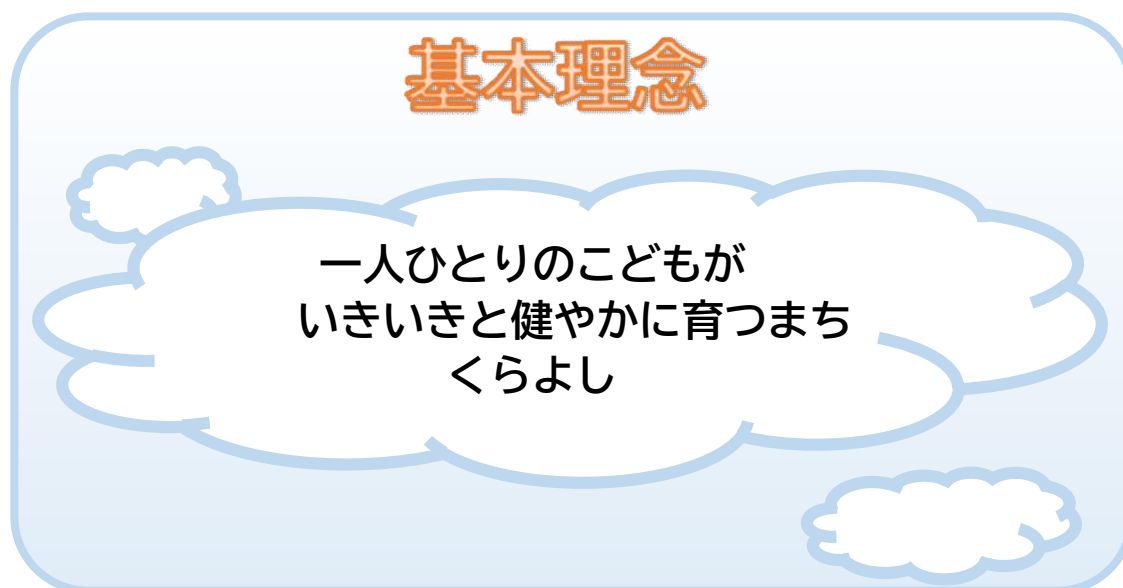 基本理念
一人ひとりのこどもが
いきいきと健やかに育つまち
くらよし